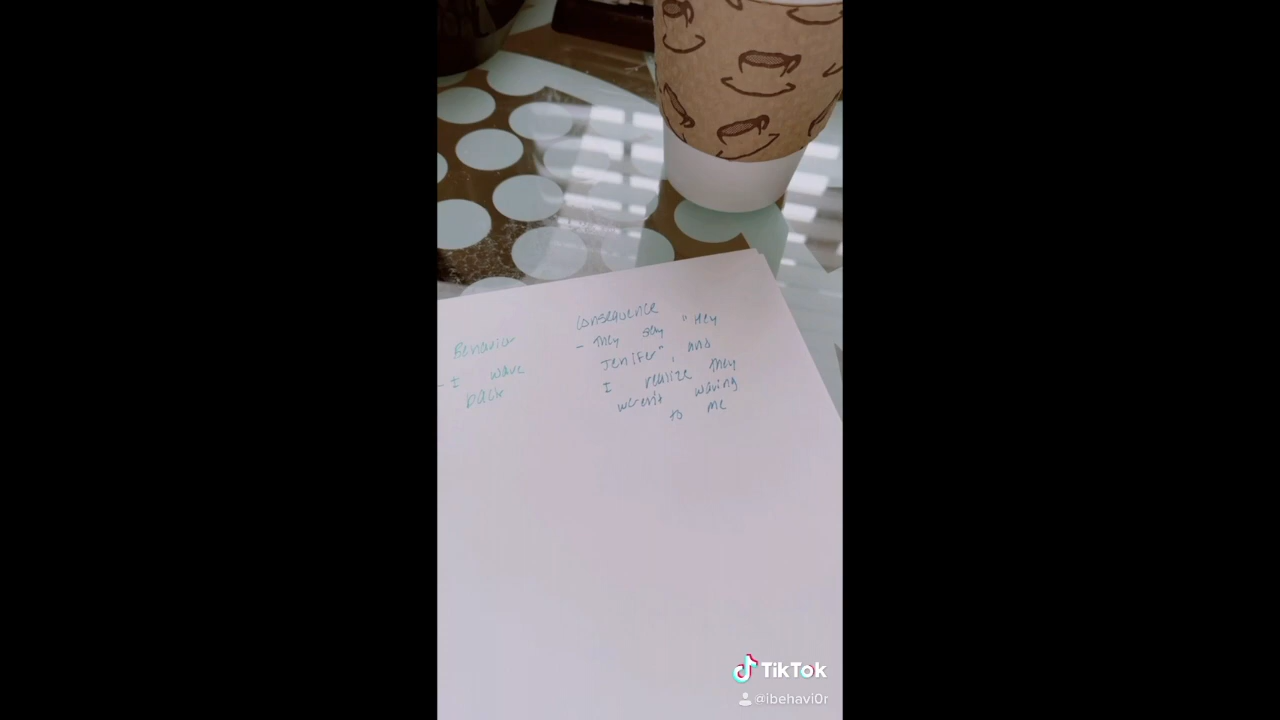 Behavior
- I wave
back
Consequence
- They say "Hey
Jenifer", and
I realize they
weren't waving
to me
TikTok
@ibehavi0r